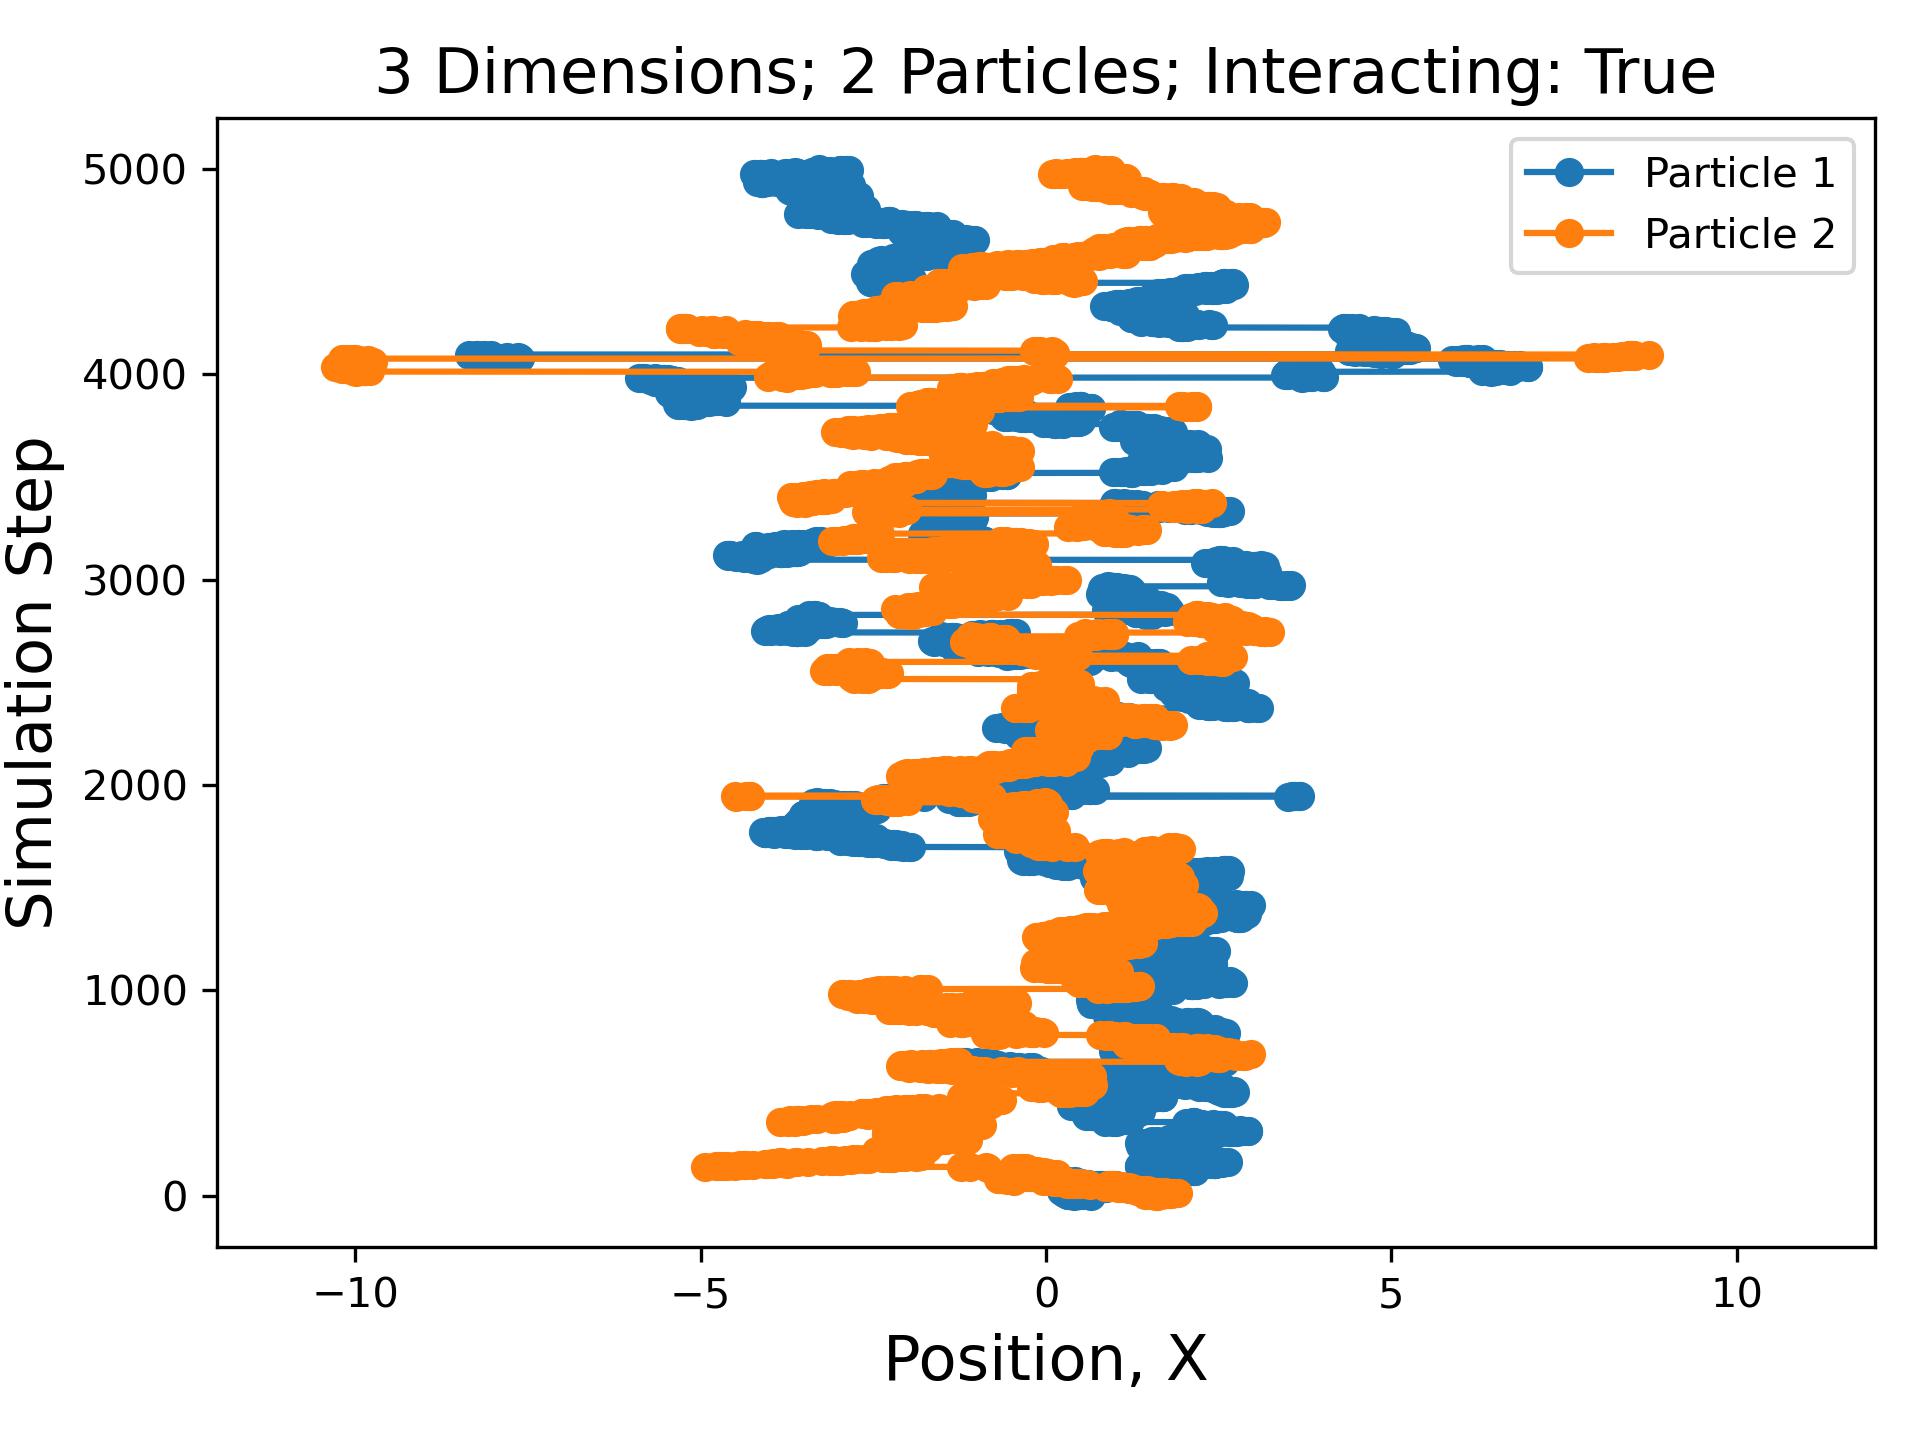 3 Dimensions; 2 Particles; Interacting: True
Particle 1
Particle 2
Simulation Step
5000
4000
3000
2000
1000
0
−10
−5
0
5
10
Position, X